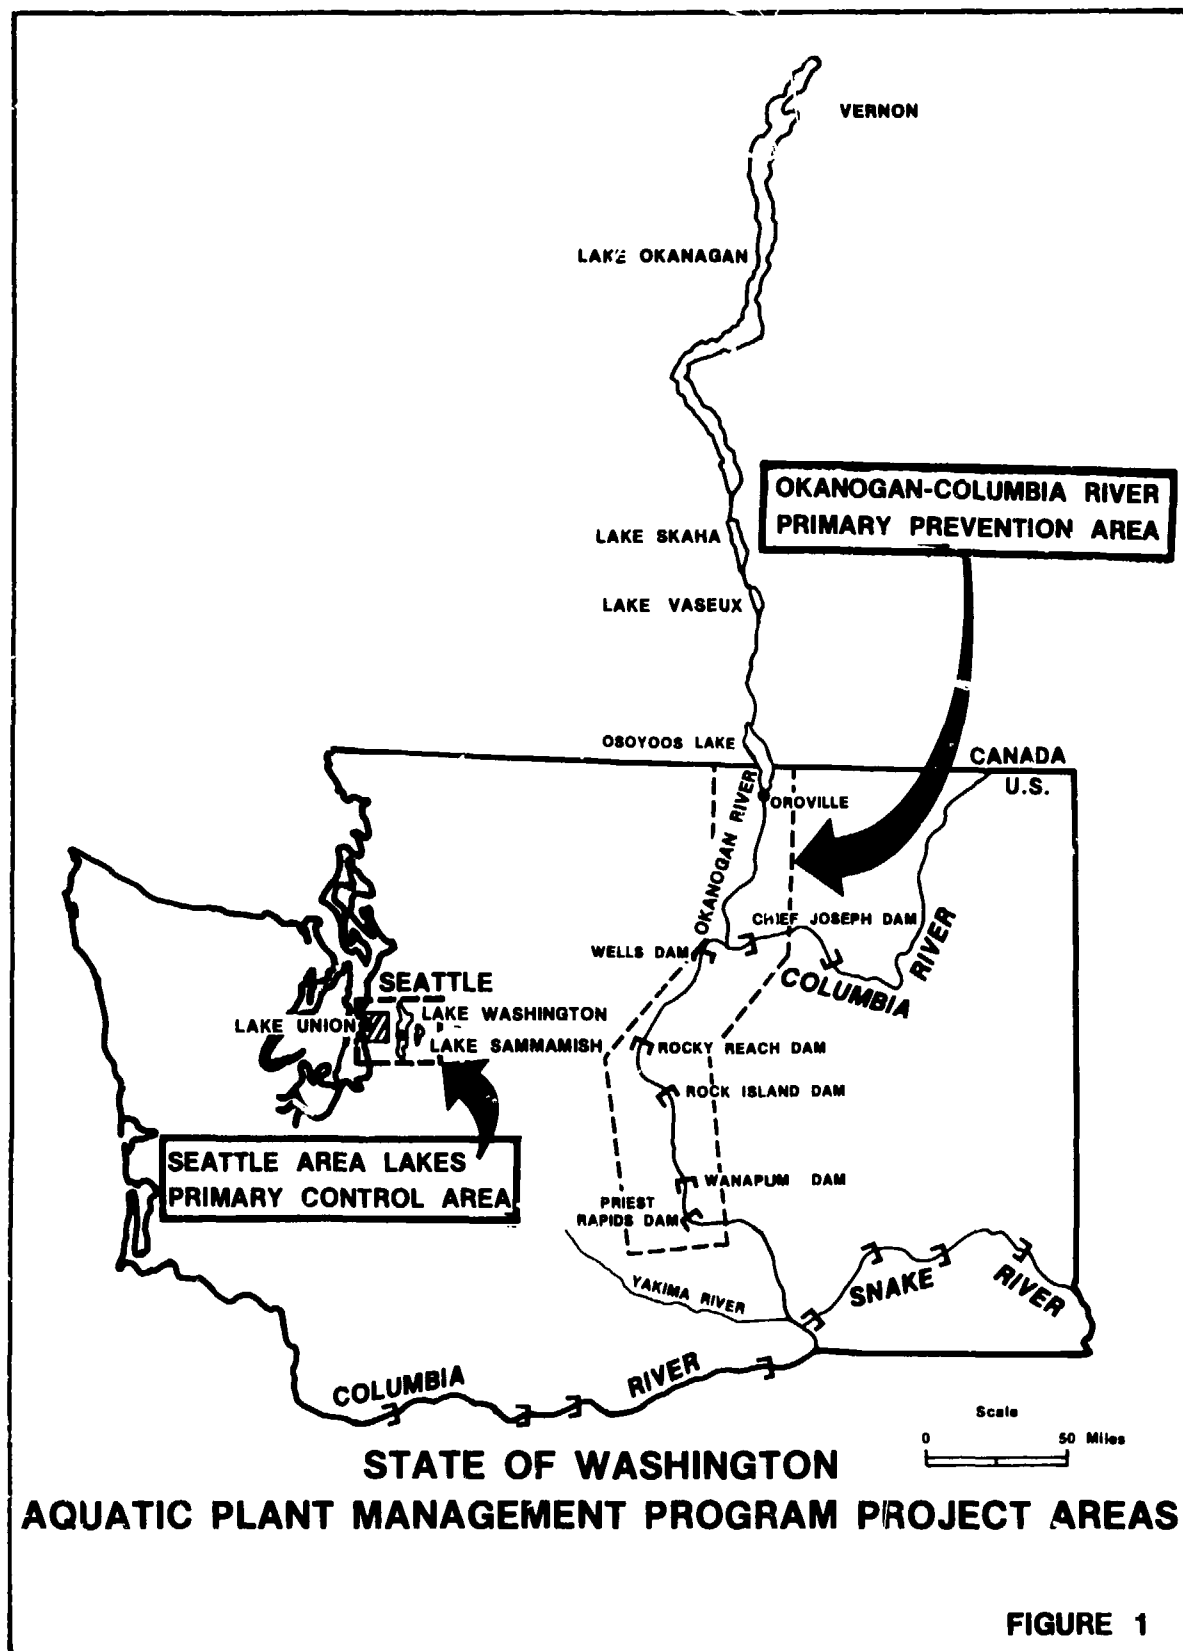 VERNON
LAKE OKANAGAN
OKANOGAN-COLUMBIA RIVER
PRIMARY PREVENTION AREA
LAKE SKAHA
LAKE VASEUX
OSOYOOS LAKE
CANADA
U.S.
OROVILLE
OKANOGAN RIVER
CHIEF JOSEPH DAM
WELLS DAM
COLUMBIA
RIVER
SEATTLE
LAKE UNION
LAKE WASHINGTON
LAKE SAMMAMISH
ROCKY REACH DAM
ROCK ISLAND DAM
SEATTLE AREA LAKES
PRIMARY CONTROL AREA
WANAPUM DAM
PRIEST
RAPIDS DAM
YAKIMA RIVER
SNAKE
RIVER
COLUMBIA
RIVER
Scale
0 50 Miles
STATE OF WASHINGTON
AQUATIC PLANT MANAGEMENT PROGRAM PROJECT AREAS
FIGURE 1